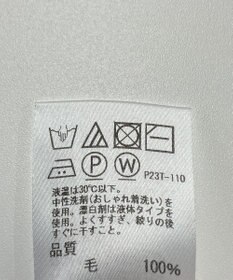 P W P23T-110
液温は30℃以下。
中性洗剤(おしゃれ着洗い)を
使用。漂白剤は液体タイプを
使用。よくすすぎ、絞りの後
すぐに干すこと。
品質
毛 100%